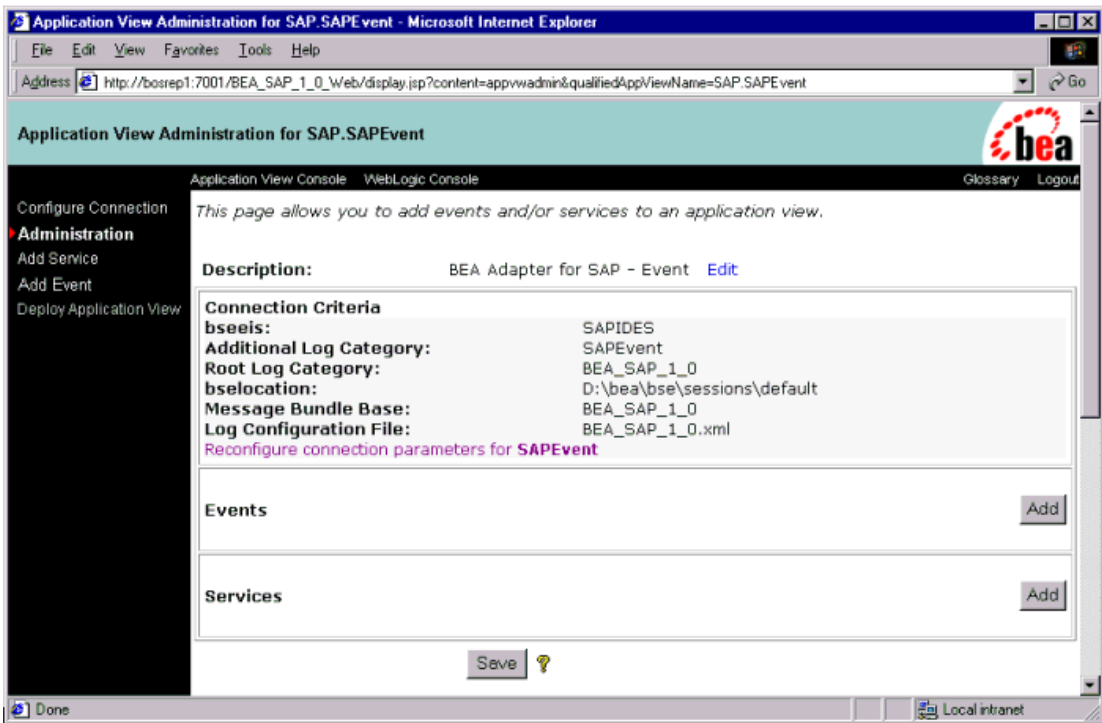 Application View Administration for SAP.SAPEvent - Microsoft Internet Explorer
File Edit View Favorites Tools Help
Address http://bosrep1:7001/BEA_SAP_1_0_Web/display.jsp?content=appvwadmin&qualifiedAppViewName=SAP.SAPEvent Go
Application View Administration for SAP.SAPEvent
bea
Application View Console WebLogic Console Glossary Logout
Configure Connection
Administration
Add Service
Add Event
Deploy Application View
This page allows you to add events and/or services to an application view.
Description: BEA Adapter for SAP - Event Edit
Connection Criteria
bseeis: SAPIDES
Additional Log Category: SAPEvent
Root Log Category: BEA_SAP_1_0
bselocation: D:\bea\bse\sessions\default
Message Bundle Base: BEA_SAP_1_0
Log Configuration File: BEA_SAP_1_0.xml
Reconfigure connection parameters for SAPEvent
Events Add
Services Add
Save ?
Done Local intranet